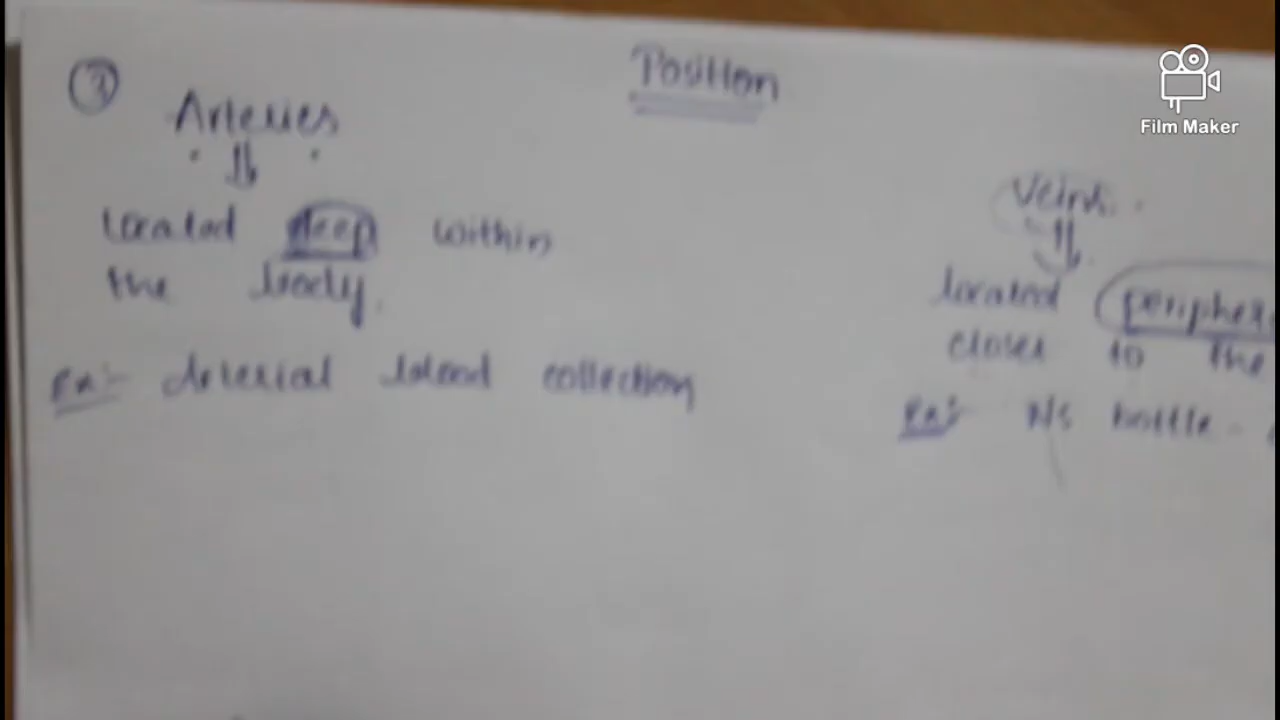 ③
Position
Arteries
located deep within
the body.
Ex:- Arterial blood collection
Veins.
located
closer to the
Ex:- N/S bottle -
Film Maker